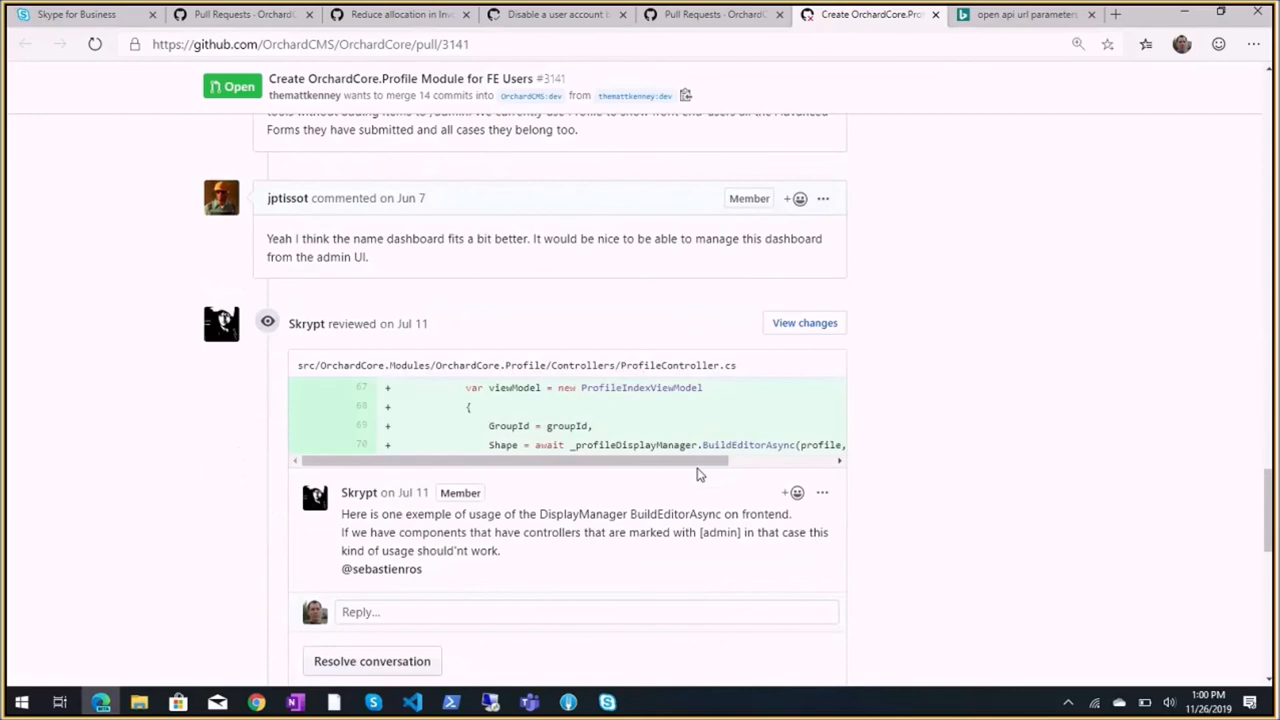 Skype for Business
Pull Requests · OrchardC
Reduce allocation in Invo
Disable a user account b
Pull Requests · OrchardC
Create OrchardCore.Pro
open api url parameters
https://github.com/OrchardCMS/OrchardCore/pull/3141
Open
Create OrchardCore.Profile Module for FE Users #3141
themattkenney wants to merge 14 commits into OrchardCMS:dev from themattkenney:dev
Forms they have submitted and all cases they belong too.
jptissot commented on Jun 7
Member
Yeah I think the name dashboard fits a bit better. It would be nice to be able to manage this dashboard
from the admin UI.
Skrypt reviewed on Jul 11
View changes
src/OrchardCore.Modules/OrchardCore.Profile/Controllers/ProfileController.cs
67 + var viewModel = new ProfileIndexViewModel
68 + {
69 + GroupId = groupId,
70 + Shape = await _profileDisplayManager.BuildEditorAsync(profile,
Skrypt on Jul 11 Member
Here is one exemple of usage of the DisplayManager BuildEditorAsync on frontend.
If we have components that have controllers that are marked with [admin] in that case this
kind of usage should'nt work.
@sebastienros
Reply...
Resolve conversation
1:00 PM
11/26/2019